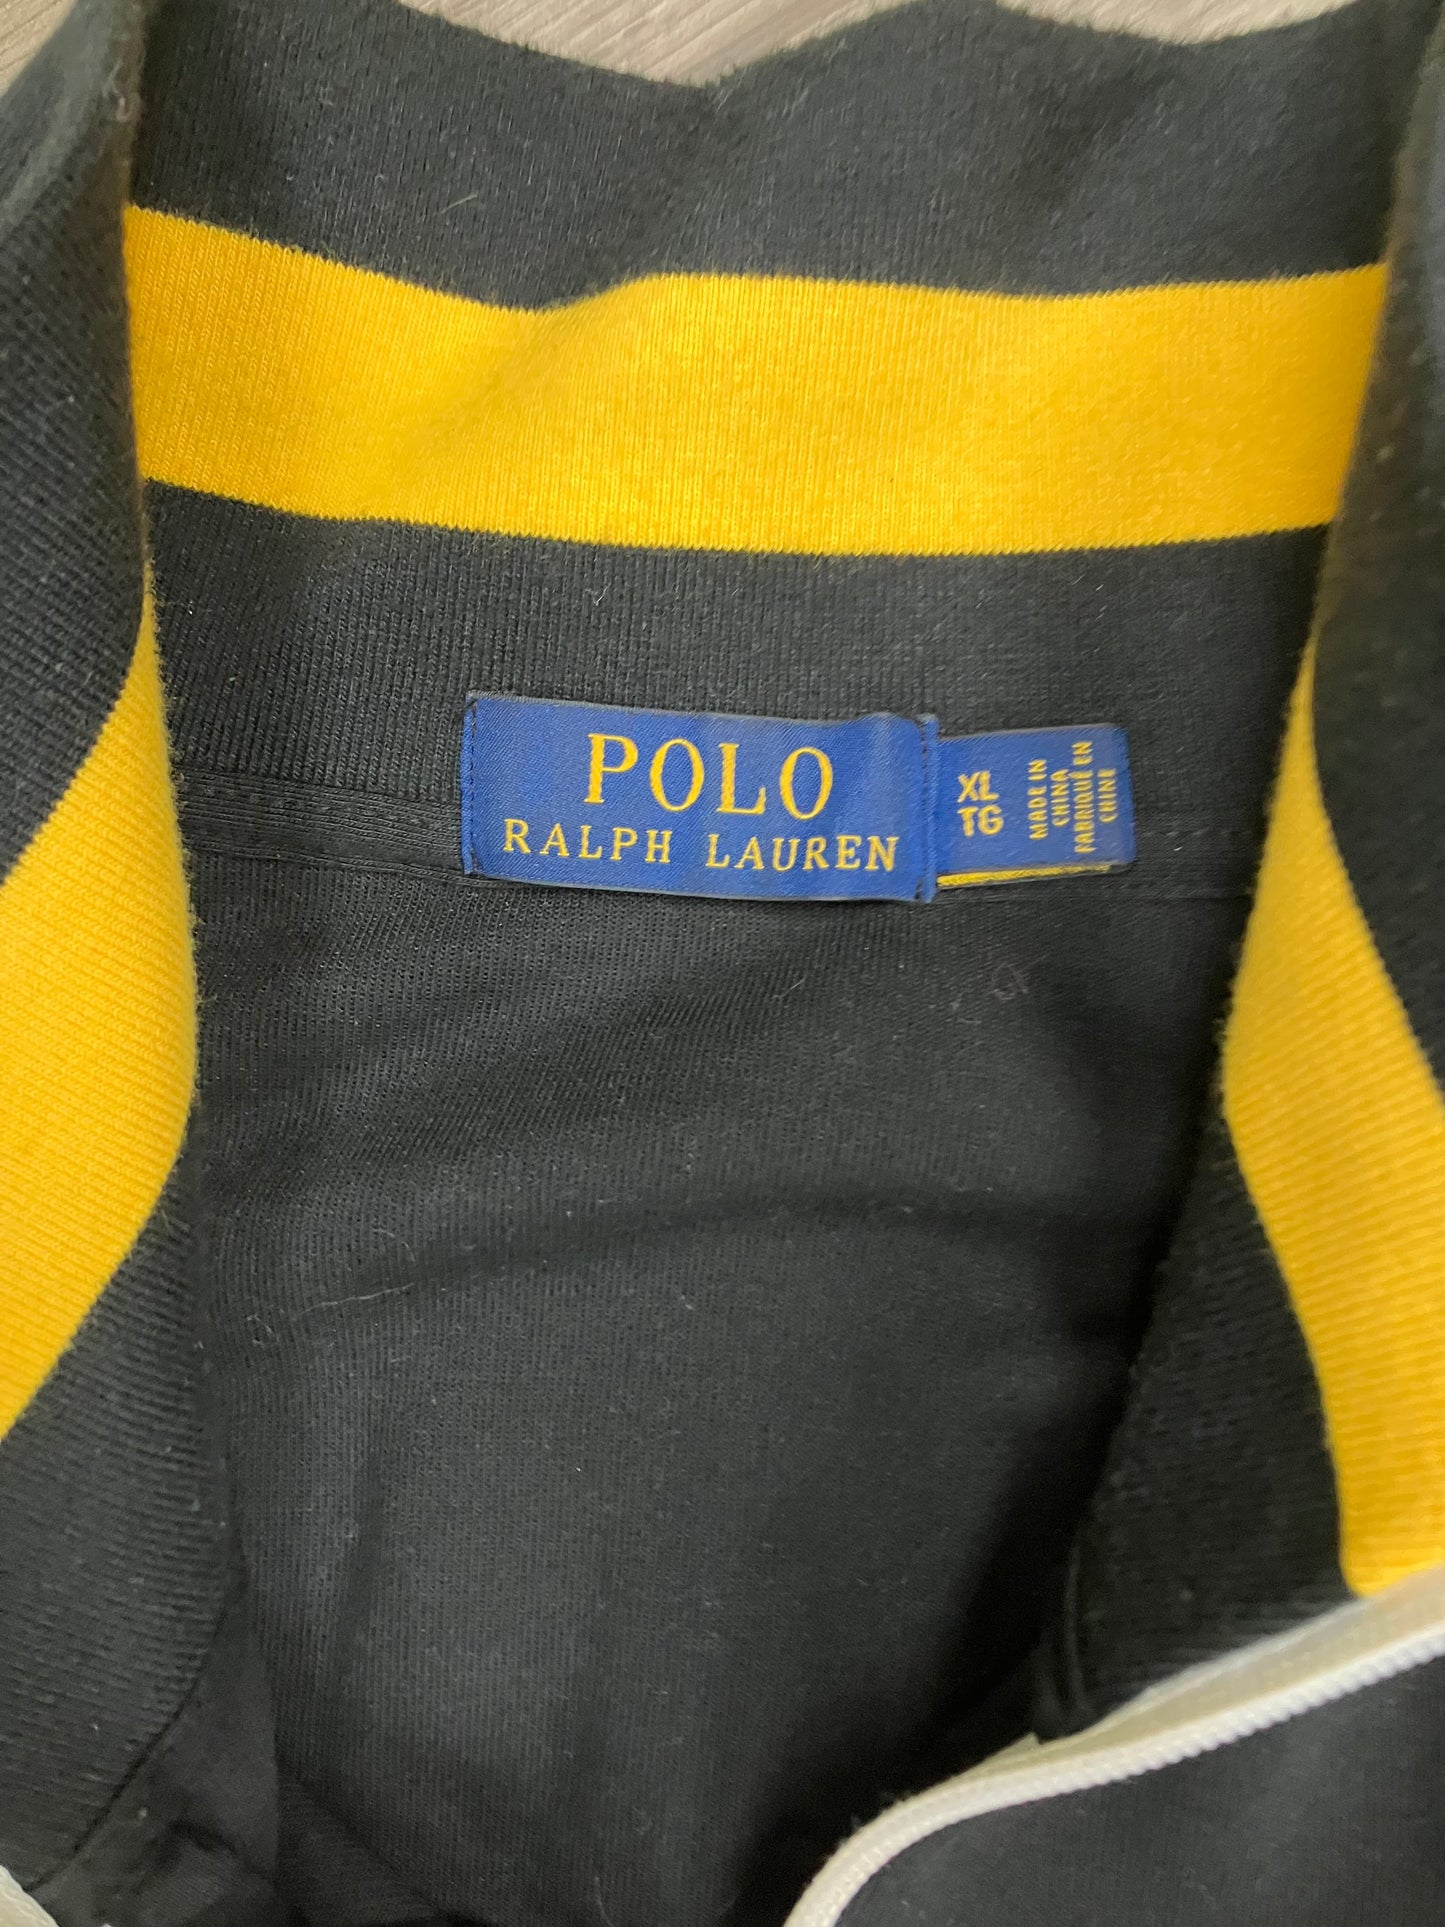 POLO
RALPH LAUREN
XL
TG
MADE IN
CHINA
FABRIQUÉ EN
CHINE